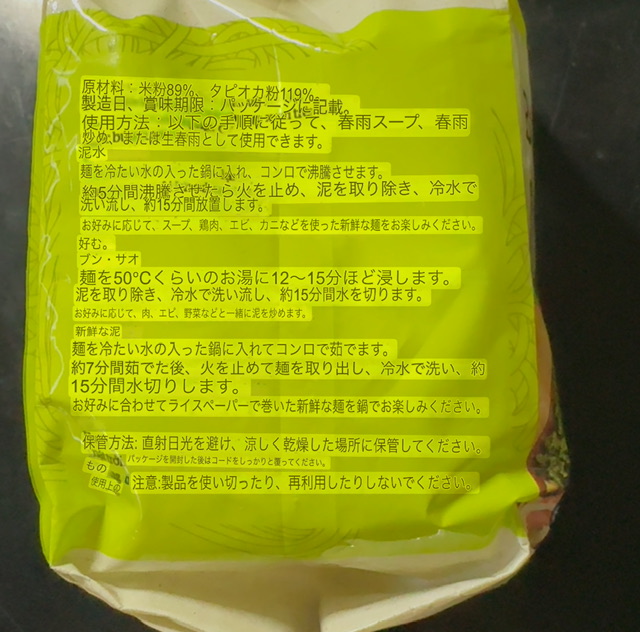 原材料：米粉89%、タピオカ粉119%。
製造日、賞味期限：パッケージに記載。
使用方法：以下の手順に従って、春雨スープ、春雨
炒め、または生春雨として使用できます。
泥水
麺を冷たい水の入った鍋に入れ、コンロで沸騰させます。
約5分間沸騰させたら火を止め、泥を取り除き、冷水で
洗い流し、約15分間放置します。
お好みに応じて、スープ、鶏肉、エビ、カニなどを使った新鮮な麺をお楽しみください。
好む。
ブン・サオ
麺を50℃くらいのお湯に12〜15分ほど浸します。
泥を取り除き、冷水で洗い流し、約15分間水を切ります。
お好みに応じて、肉、エビ、野菜などと一緒に泥を炒めます。
新鮮な泥
麺を冷たい水の入った鍋に入れてコンロで茹でます。
約7分間茹でた後、火を止めて麺を取り出し、冷水で洗い、約
15分間水切りします。
お好みに合わせてライスペーパーで巻いた新鮮な麺を鍋でお楽しみください。
保管方法: 直射日光を避け、涼しく乾燥した場所に保管してください。
パッケージを開封した後はコードをしっかりと覆ってください。
もの
使用上の 注意:製品を使い切ったり、再利用したりしないでください。